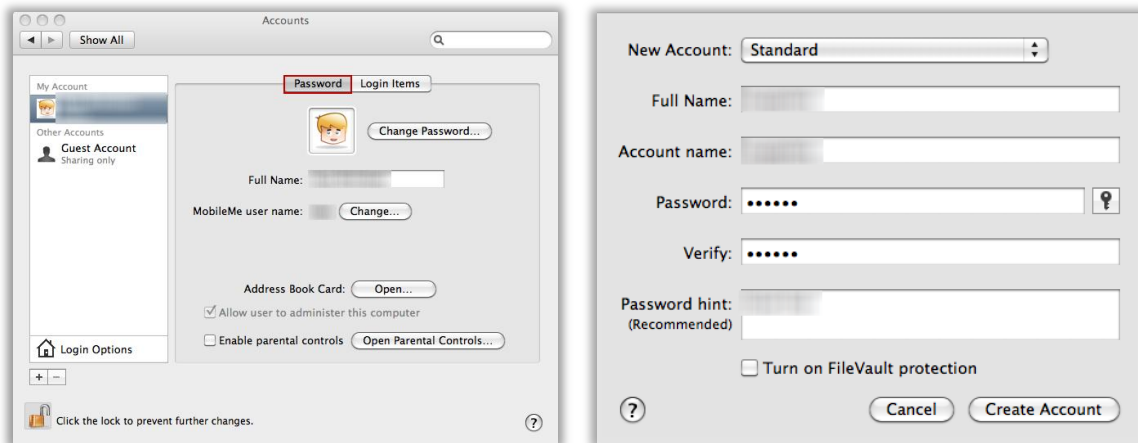 Accounts
Show All
My Account
Other Accounts
Guest Account
Sharing only
Login Options
+ −
Click the lock to prevent further changes.
?
Password Login Items
Change Password...
Full Name:
MobileMe user name: Change...
Address Book Card: Open...
Allow user to administer this computer
Enable parental controls Open Parental Controls...
New Account: Standard
Full Name:
Account name:
Password: ••••••
Verify: ••••••
Password hint:
(Recommended)
Turn on FileVault protection
? Cancel Create Account